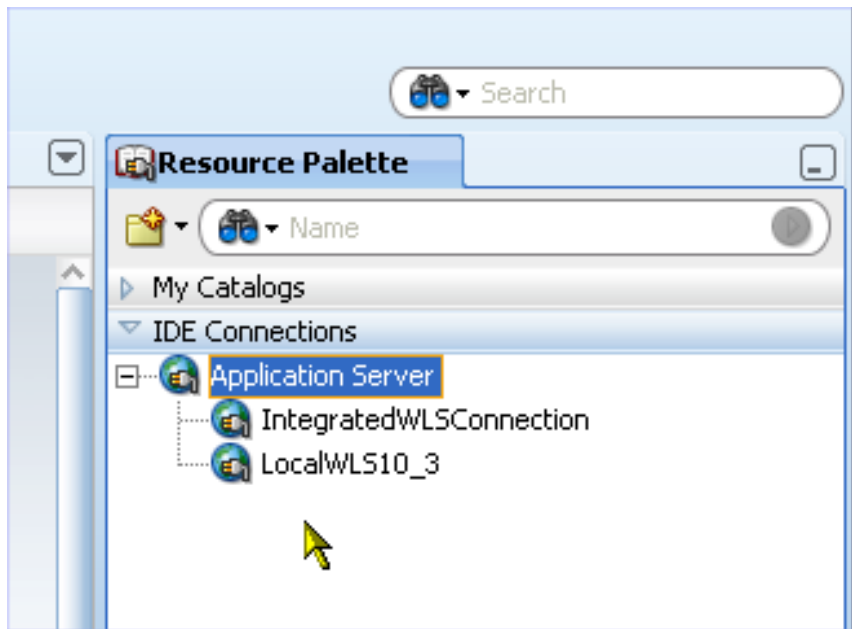 Search
Resource Palette
Name
My Catalogs
IDE Connections
Application Server
IntegratedWLSConnection
LocalWLS10_3